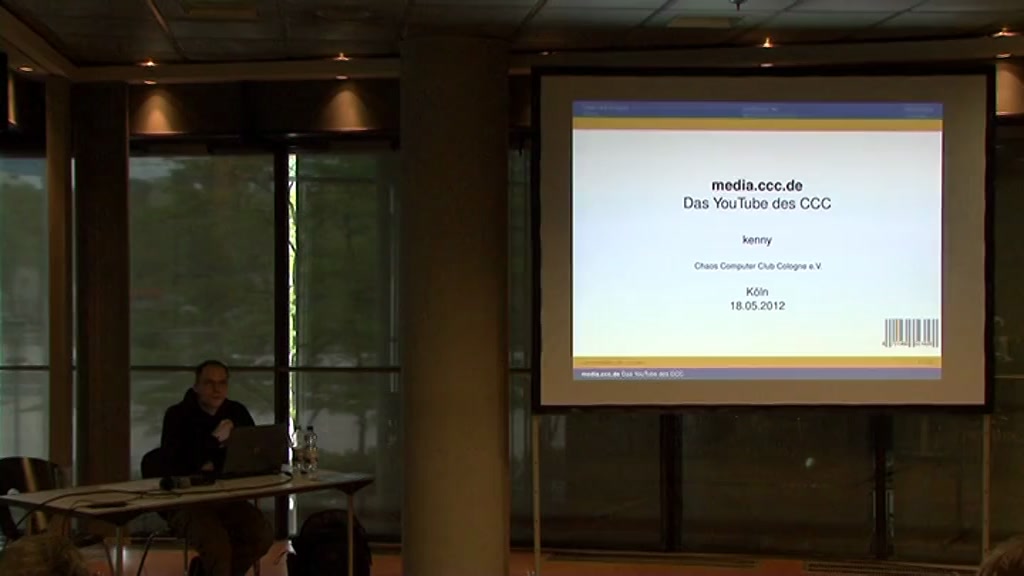 media.ccc.de
Das YouTube des CCC
kenny
Chaos Computer Club Cologne e.V.
Köln
18.05.2012
media.ccc.de Das YouTube des CCC